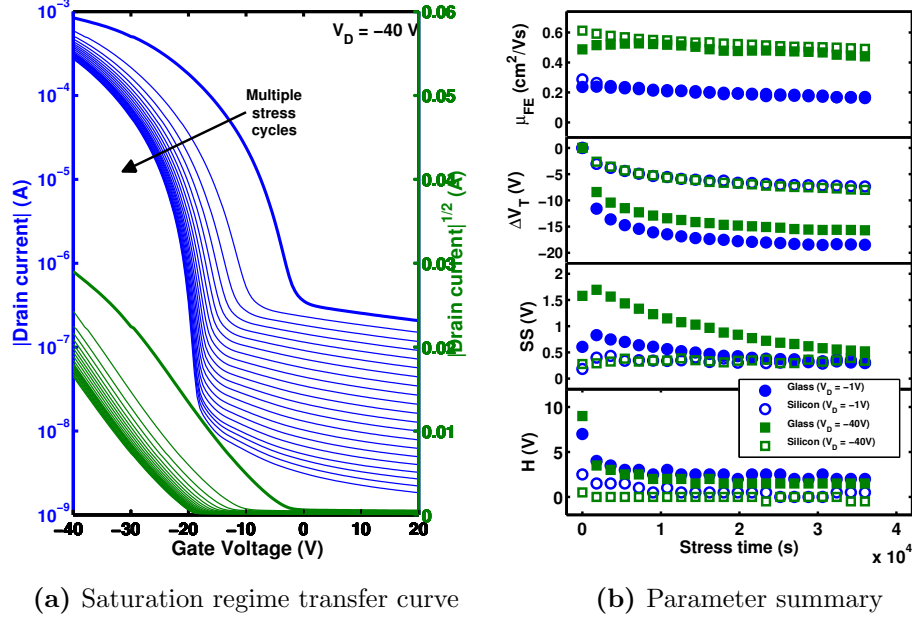 V_D = −40 V
Multiple
stress
cycles
|Drain current| (A)
10^−3
10^−4
10^−5
10^−6
10^−7
10^−8
10^−9
|Drain current|^1/2 (A)
0.06
0.05
0.04
0.03
0.02
0.01
0
−40 −30 −20 −10 0 10 20
Gate Voltage (V)
(a) Saturation regime transfer curve
μ_FE (cm^2/Vs)
0.6
0.4
0.2
0
ΔV_T (V)
0
−5
−10
−15
−20
SS (V)
2
1.5
1
0.5
0
H (V)
10
5
0
Glass (V_D = −1V)
Silicon (V_D = −1V)
Glass (V_D = −40V)
Silicon (V_D = −40V)
0 1 2 3 4
Stress time (s)
x 10^4
(b) Parameter summary